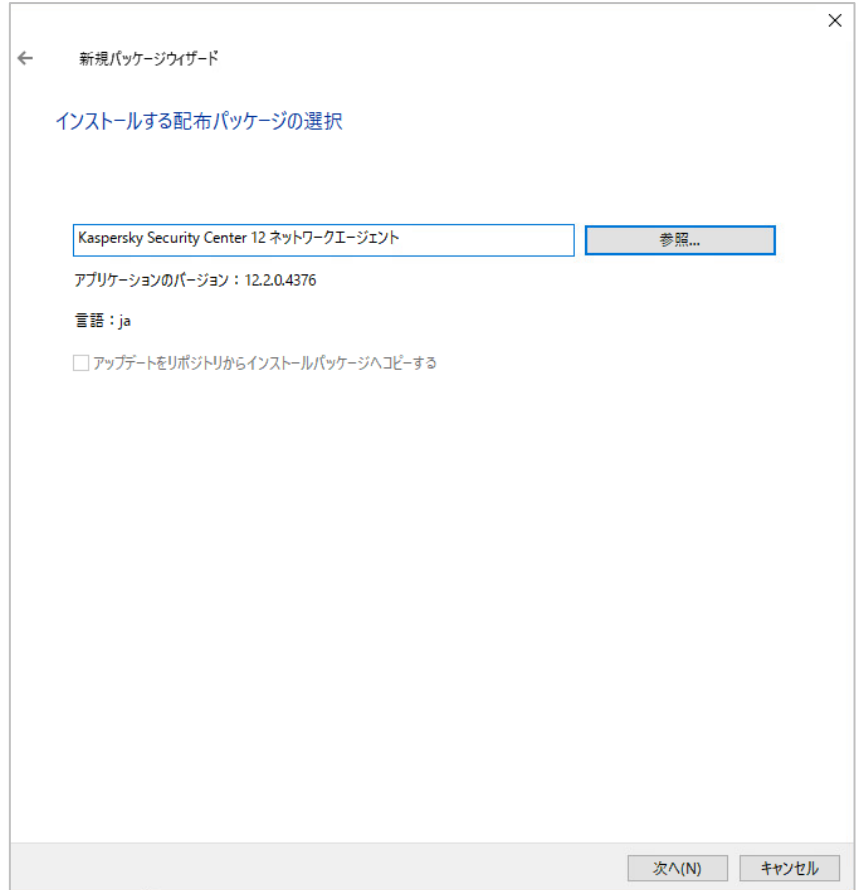 新規パッケージウィザード
インストールする配布パッケージの選択
Kaspersky Security Center 12 ネットワークエージェント
参照...
アプリケーションのバージョン：12.2.0.4376
言語：ja
アップデートをリポジトリからインストールパッケージへコピーする
次へ(N)
キャンセル